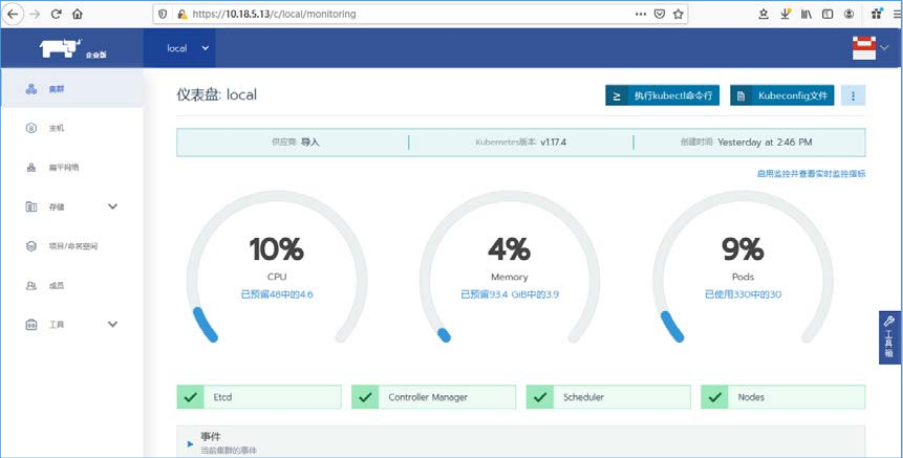 https://10.18.5.13/c/local/monitoring
企业版
local
集群
主机
扁平网络
存储
项目/命名空间
成员
工具
仪表盘: local
执行kubectl命令行
Kubeconfig文件
供应商: 导入
Kubernetes版本: v1.17.4
创建时间: Yesterday at 2:46 PM
启用监控并查看实时监控指标
10%
CPU
已预留48中的4.6
4%
Memory
已预留93.4 GiB中的3.9
9%
Pods
已使用330中的30
工具箱
Etcd
Controller Manager
Scheduler
Nodes
事件
当前集群的事件